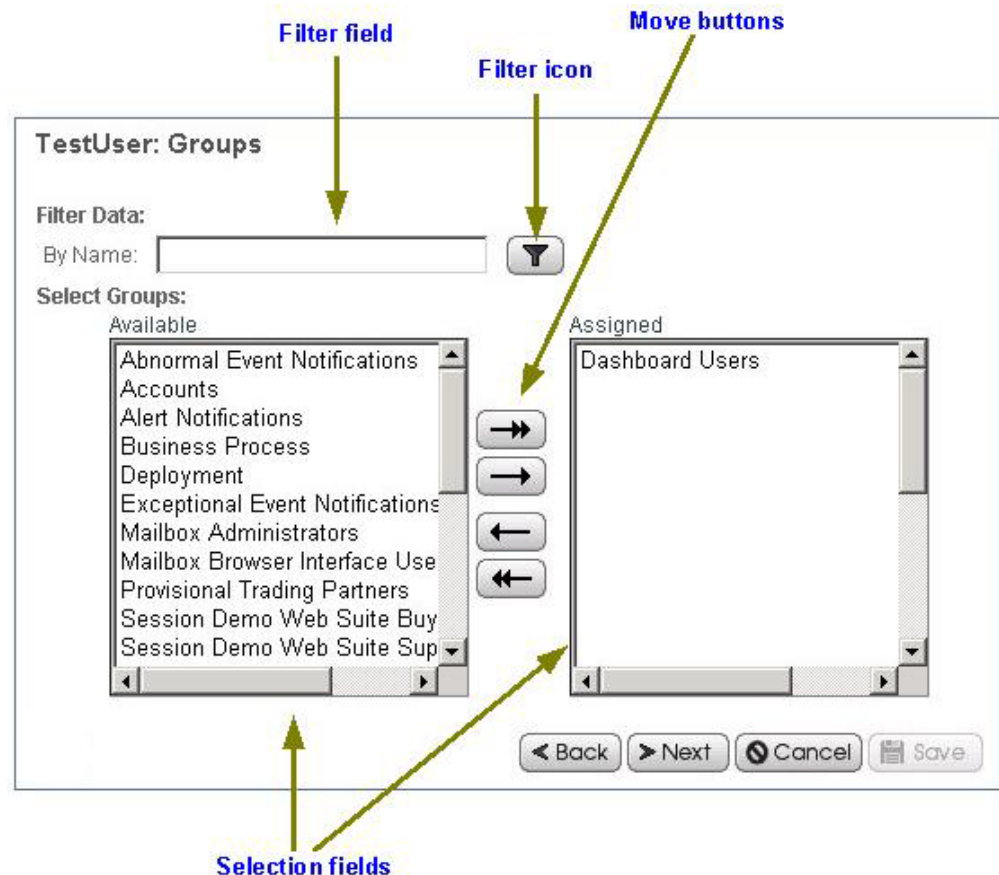 Move buttons
Filter field
Filter icon
TestUser: Groups
Filter Data:
By Name:
Select Groups:
Available
Abnormal Event Notifications
Accounts
Alert Notifications
Business Process
Deployment
Exceptional Event Notifications
Mailbox Administrators
Mailbox Browser Interface Use
Provisional Trading Partners
Session Demo Web Suite Buy
Session Demo Web Suite Sup
Assigned
Dashboard Users
Back Next Cancel Save
Selection fields